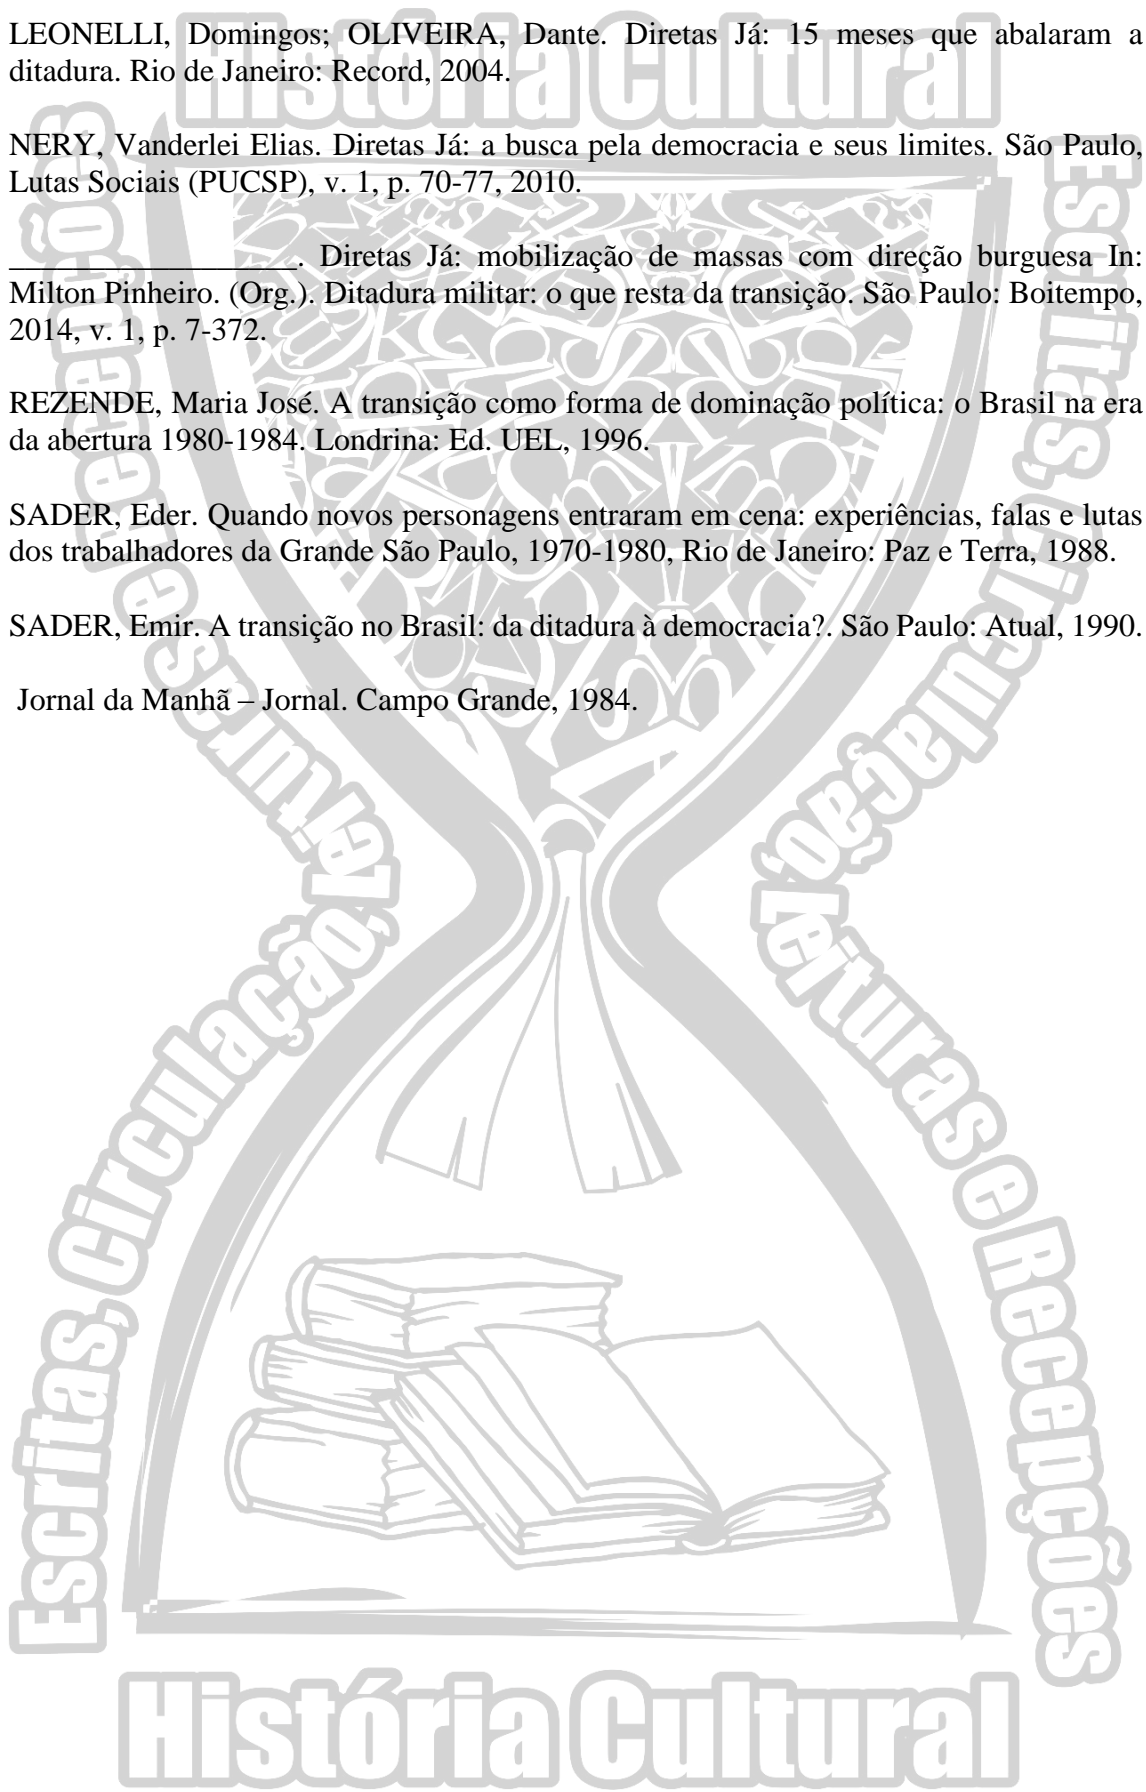 História Cultural
LEONELLI, Domingos; OLIVEIRA, Dante. Diretas Já: 15 meses que abalaram a
ditadura. Rio de Janeiro: Record, 2004.
NERY, Vanderlei Elias. Diretas Já: a busca pela democracia e seus limites. São Paulo,
Lutas Sociais (PUCSP), v. 1, p. 70-77, 2010.
__________________. Diretas Já: mobilização de massas com direção burguesa In:
Milton Pinheiro. (Org.). Ditadura militar: o que resta da transição. São Paulo: Boitempo,
2014, v. 1, p. 7-372.
REZENDE, Maria José. A transição como forma de dominação política: o Brasil na era
da abertura 1980-1984. Londrina: Ed. UEL, 1996.
SADER, Eder. Quando novos personagens entraram em cena: experiências, falas e lutas
dos trabalhadores da Grande São Paulo, 1970-1980, Rio de Janeiro: Paz e Terra, 1988.
SADER, Emir. A transição no Brasil: da ditadura à democracia?. São Paulo: Atual, 1990.
Jornal da Manhã – Jornal. Campo Grande, 1984.
Escritas, Circulação, Leituras e Recepções
Escritas, Circulação, Leituras e Recepções
História Cultural